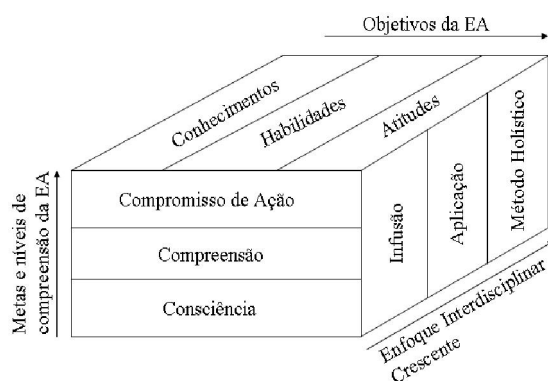 Objetivos da EA
Conhecimentos
Habilidades
Atitudes
Metas e níveis de
compreensão da EA
Compromisso de Ação
Compreensão
Consciência
Infusão
Aplicação
Método Holístico
Enfoque Interdisciplinar
Crescente